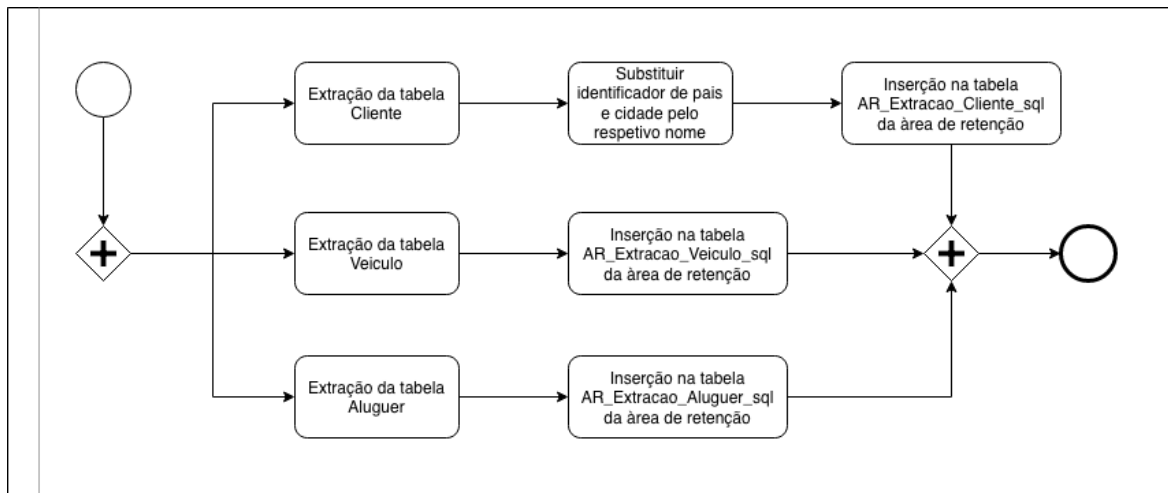 Extração da tabela
Cliente
Substituir
identificador de pais
e cidade pelo
respetivo nome
Inserção na tabela
AR_Extracao_Cliente_sql
da àrea de retenção
Extração da tabela
Veiculo
Inserção na tabela
AR_Extracao_Veiculo_sql
da àrea de retenção
Extração da tabela
Aluguer
Inserção na tabela
AR_Extracao_Aluguer_sql
da àrea de retenção